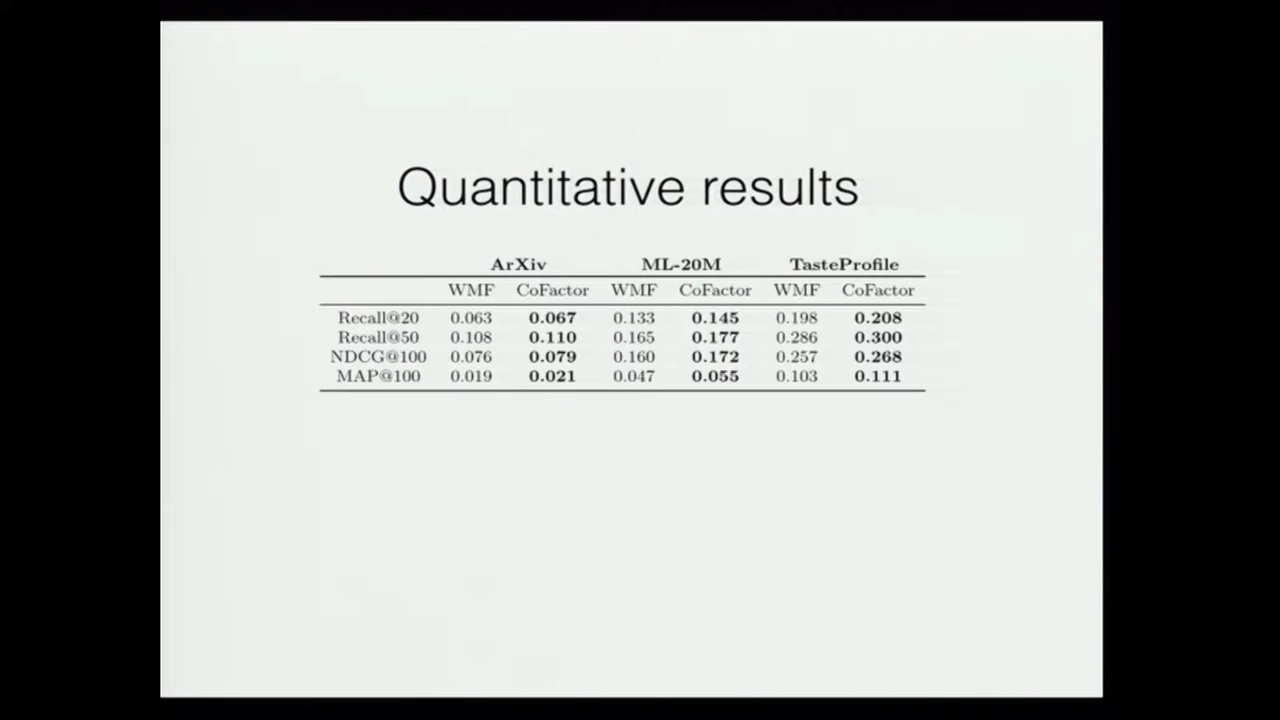 Quantitative results
ArXiv ML-20M TasteProfile
WMF CoFactor WMF CoFactor WMF CoFactor
Recall@20 0.063 0.067 0.133 0.145 0.198 0.208
Recall@50 0.108 0.110 0.165 0.177 0.286 0.300
NDCG@100 0.076 0.079 0.160 0.172 0.257 0.268
MAP@100 0.019 0.021 0.047 0.055 0.103 0.111